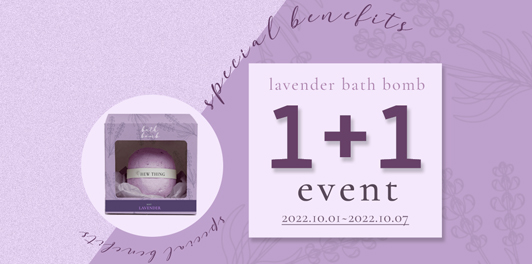 special benefits
lavender bath bomb
1+1
event
2022.10.01~2022.10.07
bath
bomb
NEW THING
LAVENDER
special benefits